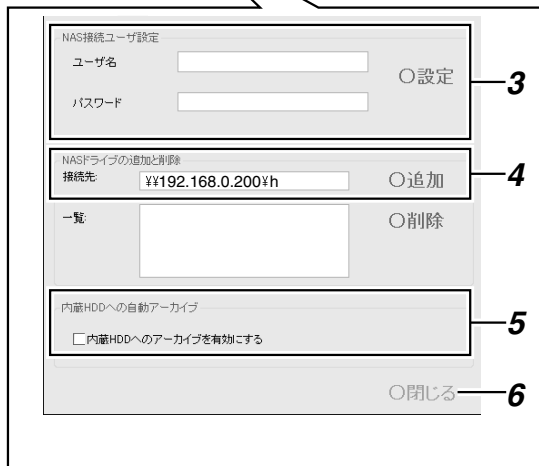 NAS接続ユーザ設定
ユーザ名
○設定
3
パスワード
NASドライブの追加と削除
接続先:
¥¥192.168.0.200¥h
○追加
4
一覧:
○削除
内蔵HDDへの自動アーカイブ
5
内蔵HDDへのアーカイブを有効にする
○閉じる
6